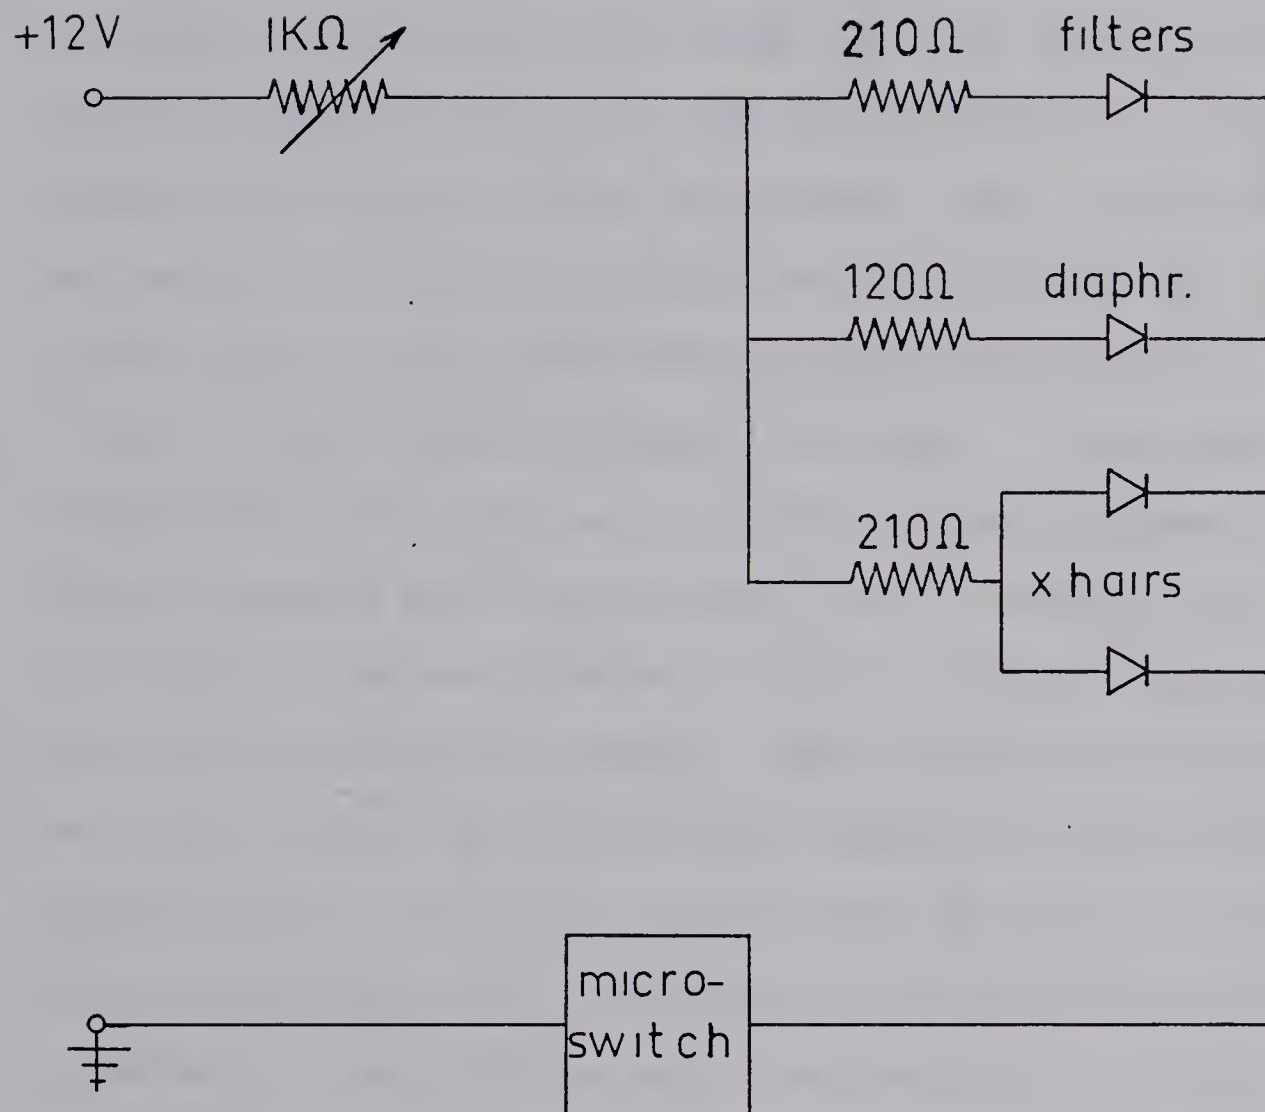 +12V
1KΩ
210Ω
filters
120Ω
diaphr.
210Ω
x hairs
micro-
switch